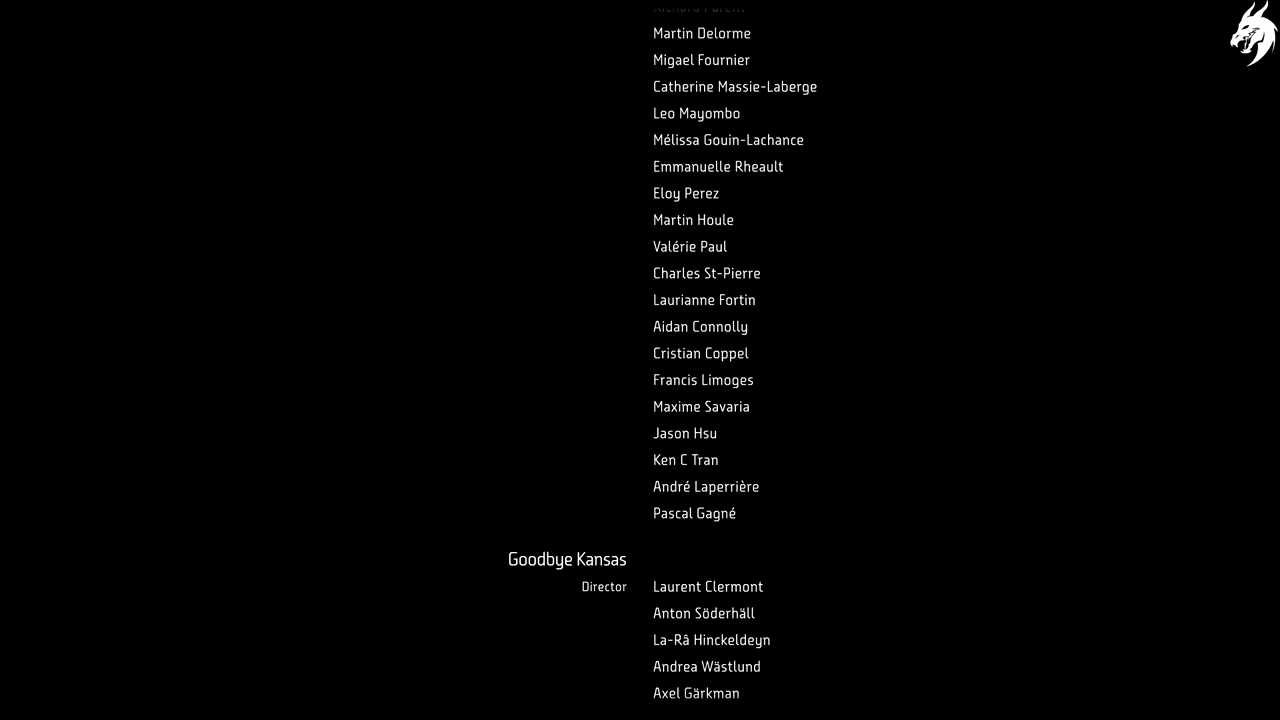 Martin Delorme
Migael Fournier
Catherine Massie-Laberge
Leo Mayombo
Mélissa Gouin-Lachance
Emmanuelle Rheault
Eloy Perez
Martin Houle
Valérie Paul
Charles St-Pierre
Laurianne Fortin
Aidan Connolly
Cristian Coppel
Francis Limoges
Maxime Savaria
Jason Hsu
Ken C Tran
André Laperrière
Pascal Gagné
Goodbye Kansas
Director Laurent Clermont
Anton Söderhäll
La-Râ Hinckeldeyn
Andrea Wästlund
Axel Gärkman